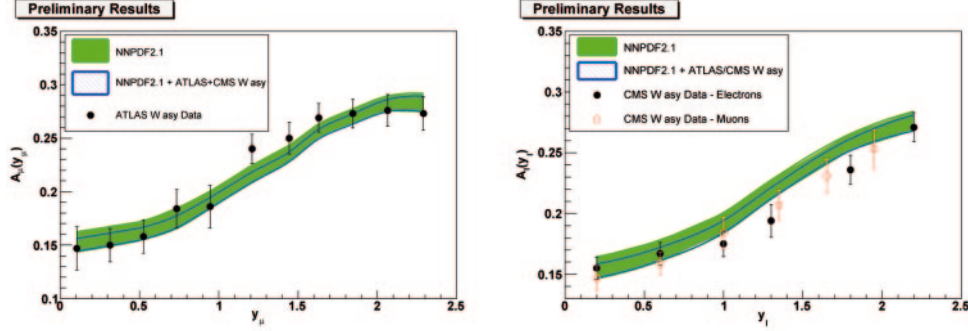 Preliminary Results
0.35
0.3
0.25
0.2
0.15
0.1
A_μ(y_μ)
NNPDF2.1
NNPDF2.1 + ATLAS+CMS W asy
ATLAS W asy Data
0 0.5 1 1.5 2 2.5
y_μ
Preliminary Results
0.35
0.3
0.25
0.2
0.15
A_l(y_l)
NNPDF2.1
NNPDF2.1 + ATLAS/CMS W asy
CMS W asy Data - Electrons
CMS W asy Data - Muons
0 0.5 1 1.5 2 2.5
y_l